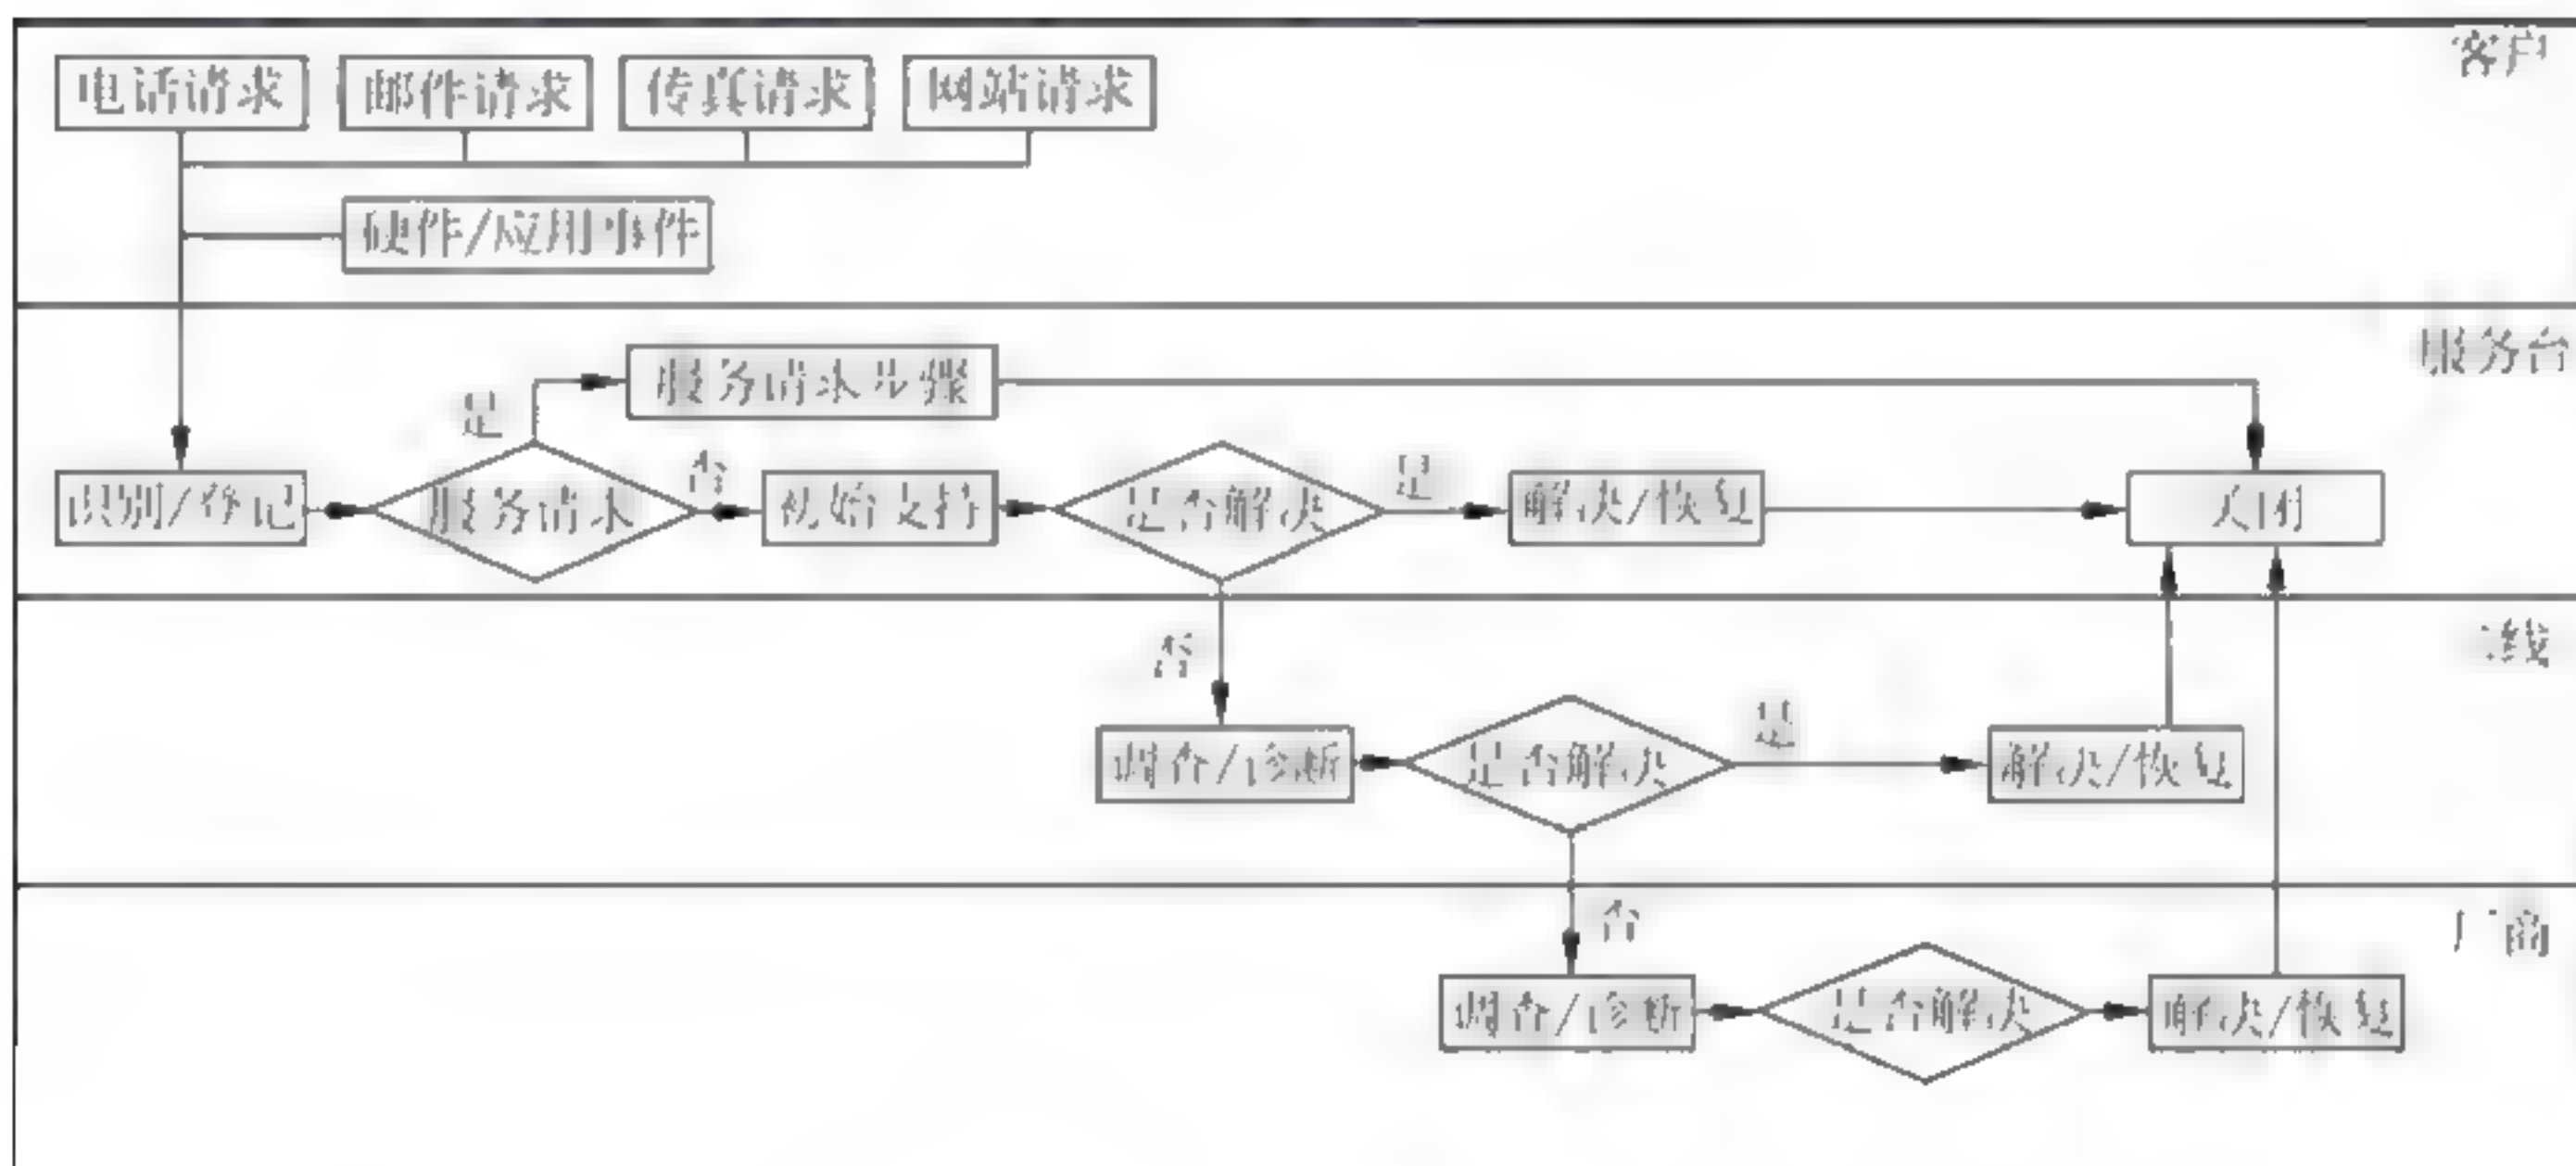 客户
电话请求
邮件请求
传真请求
网站请求
硬件/应用事件
服务台
服务请求步骤
是
识别/登记
服务请求
否
初始支持
是否解决
是
解决/恢复
关闭
二线
否
调查/诊断
是否解决
是
解决/恢复
厂商
否
调查/诊断
是否解决
解决/恢复